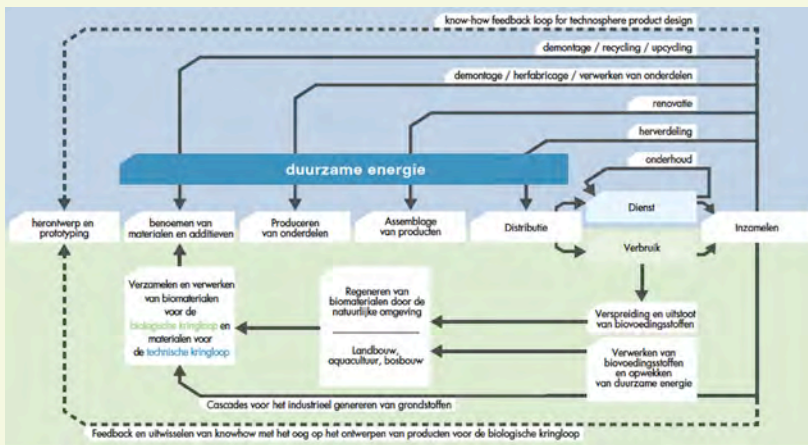 know-how feedback loop for technosphere product design
demontage / recycling / upcycling
demontage / herfabricage / verwerken van onderdelen
renovatie
herverdeling
onderhoud
duurzame energie
herontwerp en
prototyping
benoemen van
materialen en additieven
Produceren
van onderdelen
Assemblage
van producten
Distributie
Dienst
Verbruik
Inzamelen
Verzamelen en verwerken
van biomaterialen
voor de
biologische kringloop en
materialen voor
de technische kringloop
Regeneren van
biomaterialen door de
natuurlijke omgeving
Landbouw,
aquacultuur, bosbouw
Verspreiding en uitstoot
van biovoedingsstoffen
Verwerken van
biovoedingsstoffen
en opwekken
van duurzame energie
Cascades voor het industrieel genereren van grondstoffen
Feedback en uitwisselen van knowhow met het oog op het ontwerpen van producten voor de biologische kringloop